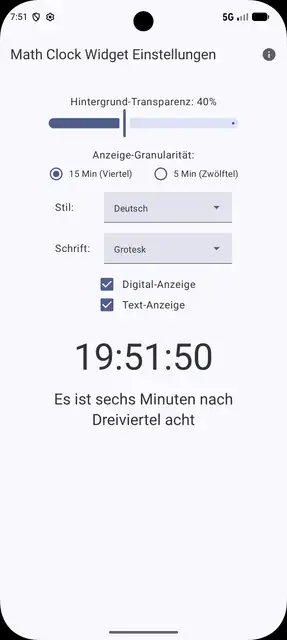 7:51
5G
Math Clock Widget Einstellungen
Hintergrund-Transparenz: 40%
Anzeige-Granularität:
15 Min (Viertel)
5 Min (Zwölftel)
Stil:
Deutsch
Schrift:
Grotesk
Digital-Anzeige
Text-Anzeige
19:51:50
Es ist sechs Minuten nach
Dreiviertel acht